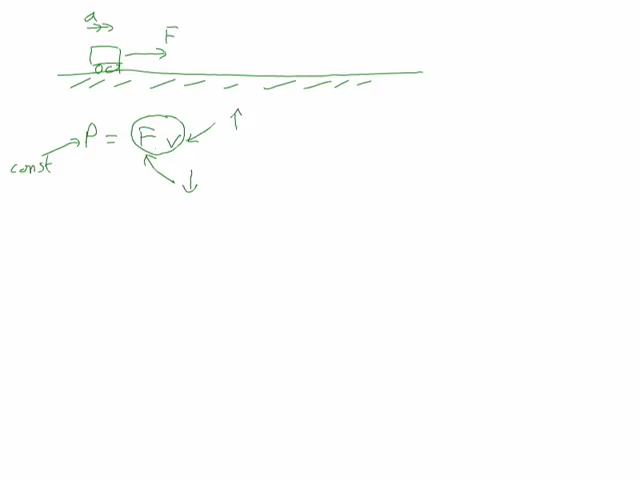 a
F
P = F v ↑
const
↓